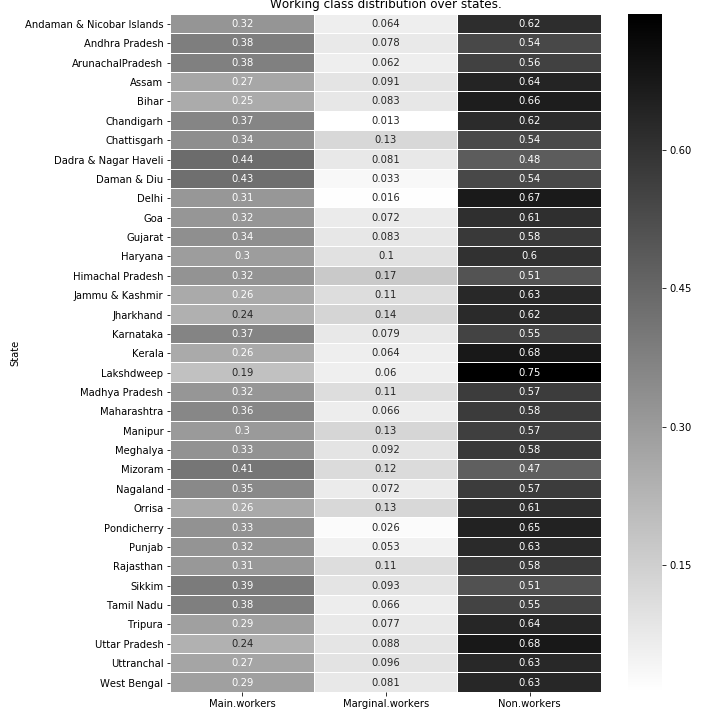 Working class distribution over states.
Andaman & Nicobar Islands 0.32 0.064 0.62
Andhra Pradesh 0.38 0.078 0.54
ArunachalPradesh 0.38 0.062 0.56
Assam 0.27 0.091 0.64
Bihar 0.25 0.083 0.66
Chandigarh 0.37 0.013 0.62
Chattisgarh 0.34 0.13 0.54
Dadra & Nagar Haveli 0.44 0.081 0.48
Daman & Diu 0.43 0.033 0.54
Delhi 0.31 0.016 0.67
Goa 0.32 0.072 0.61
Gujarat 0.34 0.083 0.58
Haryana 0.3 0.1 0.6
Himachal Pradesh 0.32 0.17 0.51
Jammu & Kashmir 0.26 0.11 0.63
Jharkhand 0.24 0.14 0.62
Karnataka 0.37 0.079 0.55
Kerala 0.26 0.064 0.68
Lakshdweep 0.19 0.06 0.75
Madhya Pradesh 0.32 0.11 0.57
Maharashtra 0.36 0.066 0.58
Manipur 0.3 0.13 0.57
Meghalya 0.33 0.092 0.58
Mizoram 0.41 0.12 0.47
Nagaland 0.35 0.072 0.57
Orrisa 0.26 0.13 0.61
Pondicherry 0.33 0.026 0.65
Punjab 0.32 0.053 0.63
Rajasthan 0.31 0.11 0.58
Sikkim 0.39 0.093 0.51
Tamil Nadu 0.38 0.066 0.55
Tripura 0.29 0.077 0.64
Uttar Pradesh 0.24 0.088 0.68
Uttranchal 0.27 0.096 0.63
West Bengal 0.29 0.081 0.63
Main.workers Marginal.workers Non.workers
State
0.60
0.45
0.30
0.15